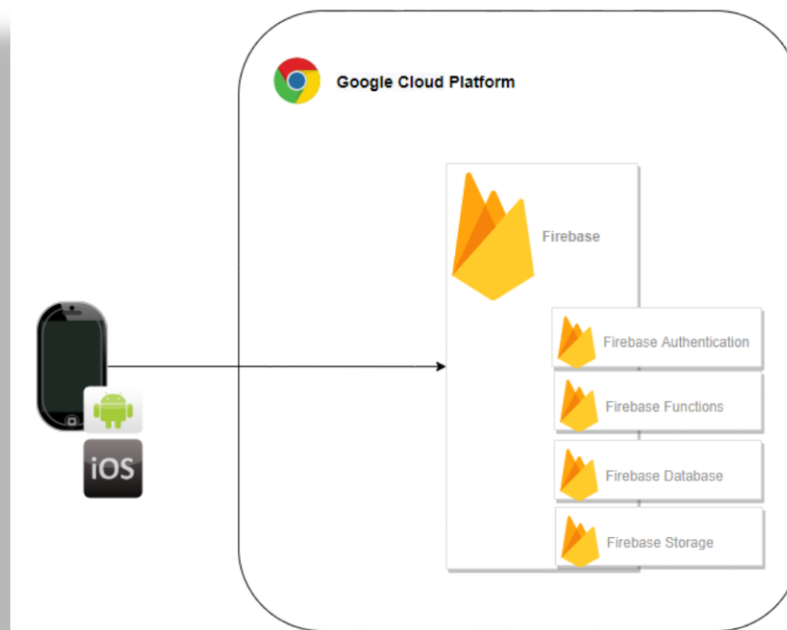 Google Cloud Platform
Firebase
Firebase Authentication
Firebase Functions
iOS
Firebase Database
Firebase Storage